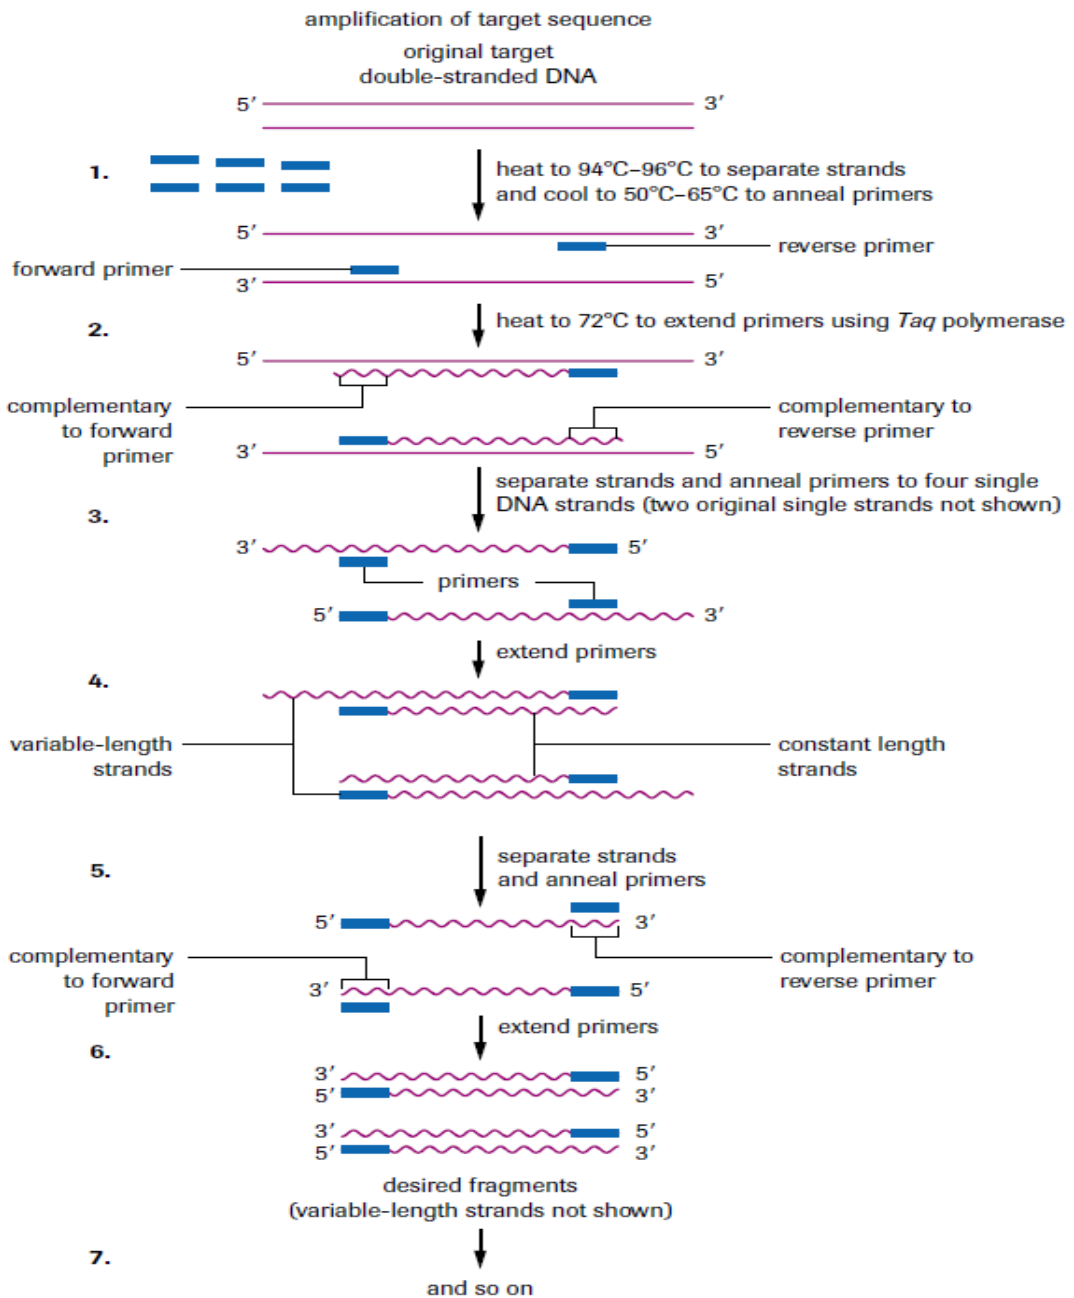 amplification of target sequence
original target
double-stranded DNA
5′ 3′
1.
heat to 94°C–96°C to separate strands
and cool to 50°C–65°C to anneal primers
5′ 3′
reverse primer
forward primer
3′ 5′
2.
heat to 72°C to extend primers using Taq polymerase
5′ 3′
complementary
to forward
primer
complementary to
reverse primer
3′ 5′
separate strands and anneal primers to four single
DNA strands (two original single strands not shown)
3.
3′ 5′
primers
5′ 3′
extend primers
4.
variable-length
strands
constant length
strands
separate strands
and anneal primers
5.
5′ 3′
complementary
to forward
primer
complementary to
reverse primer
3′ 5′
extend primers
6.
3′ 5′
5′ 3′
3′ 5′
5′ 3′
desired fragments
(variable-length strands not shown)
7.
and so on